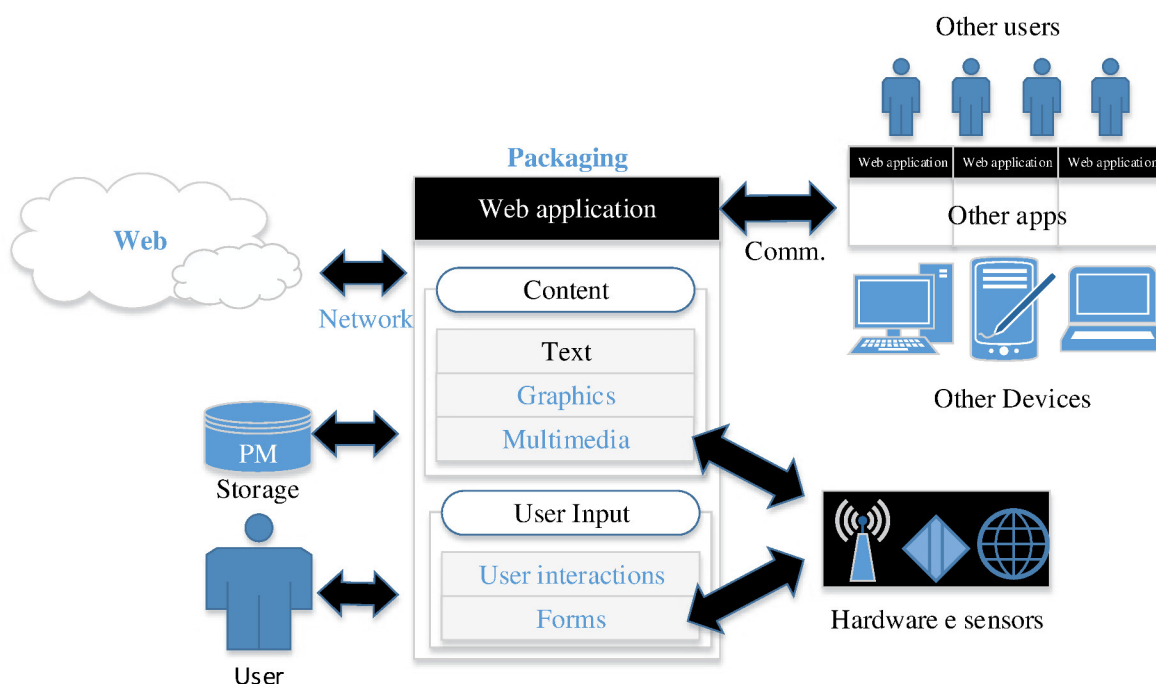 Other users
Packaging
Web application Web application Web application
Web application
Web
Other apps
Comm.
Content
Network
Text
Graphics
Other Devices
Multimedia
PM
Storage
User Input
User interactions
Forms
Hardware e sensors
User